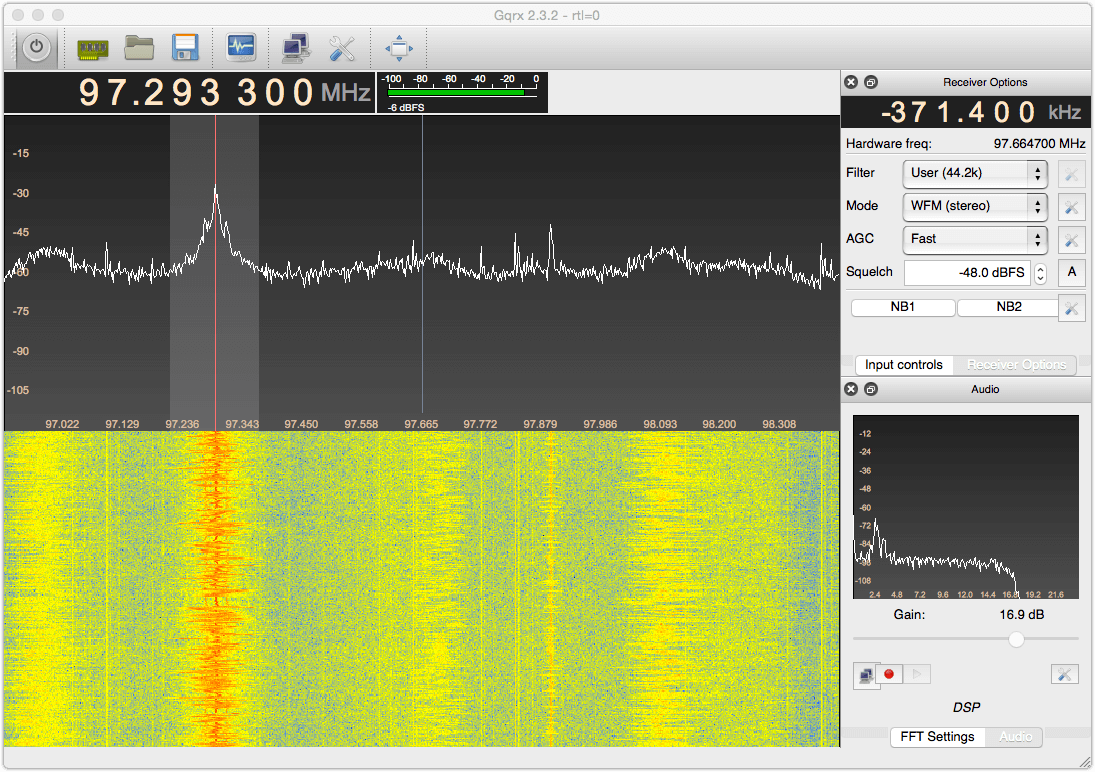 Gqrx 2.3.2 - rtl=0
97.293 300 MHz
-100 -80 -60 -40 -20 0
-6 dBFS
-15
-30
-45
-60
-75
-90
-105
97.022 97.129 97.236 97.343 97.450 97.558 97.665 97.772 97.879 97.986 98.093 98.200 98.308
Receiver Options
-371.400 kHz
Hardware freq: 97.664700 MHz
Filter User (44.2k)
Mode WFM (stereo)
AGC Fast
Squelch -48.0 dBFS A
NB1 NB2
Input controls Receiver Options
Audio
-12
-24
-36
-48
-60
-72
-84
-96
-108
2.4 4.8 7.2 9.6 12.0 14.4 16.8 19.2 21.6
Gain: 16.9 dB
DSP
FFT Settings Audio